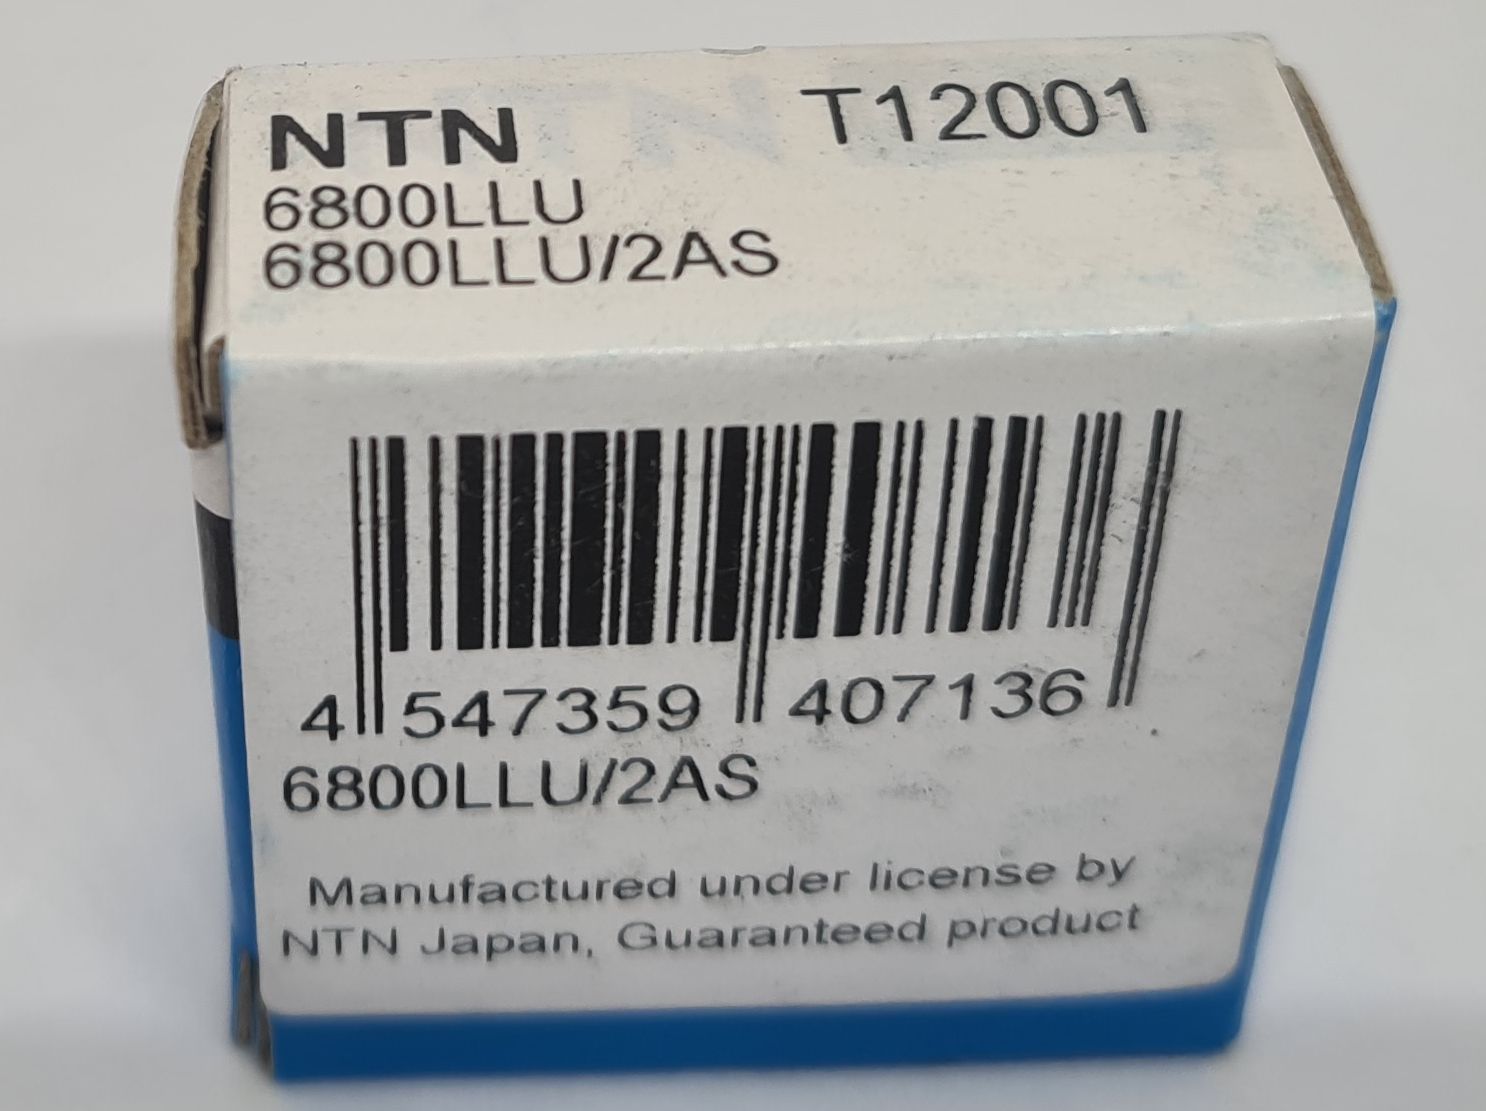 NTN T12001
6800LLU
6800LLU/2AS
4 547359 407136
6800LLU/2AS
Manufactured under license by
NTN Japan, Guaranteed product